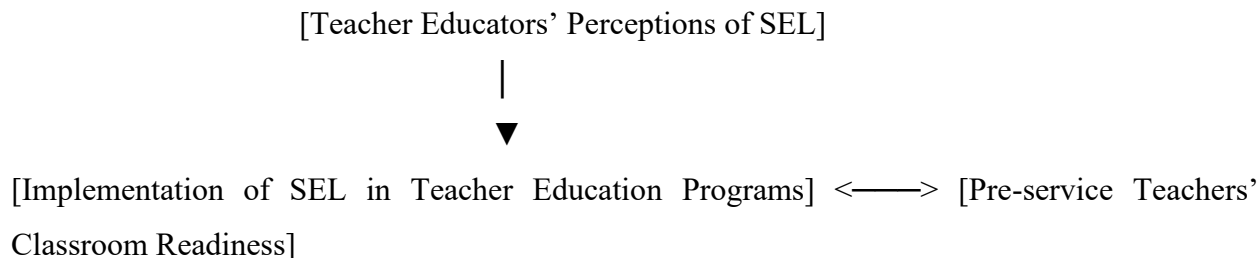 [Teacher Educators’ Perceptions of SEL]
[Implementation of SEL in Teacher Education Programs] <——> [Pre-service Teachers’
Classroom Readiness]